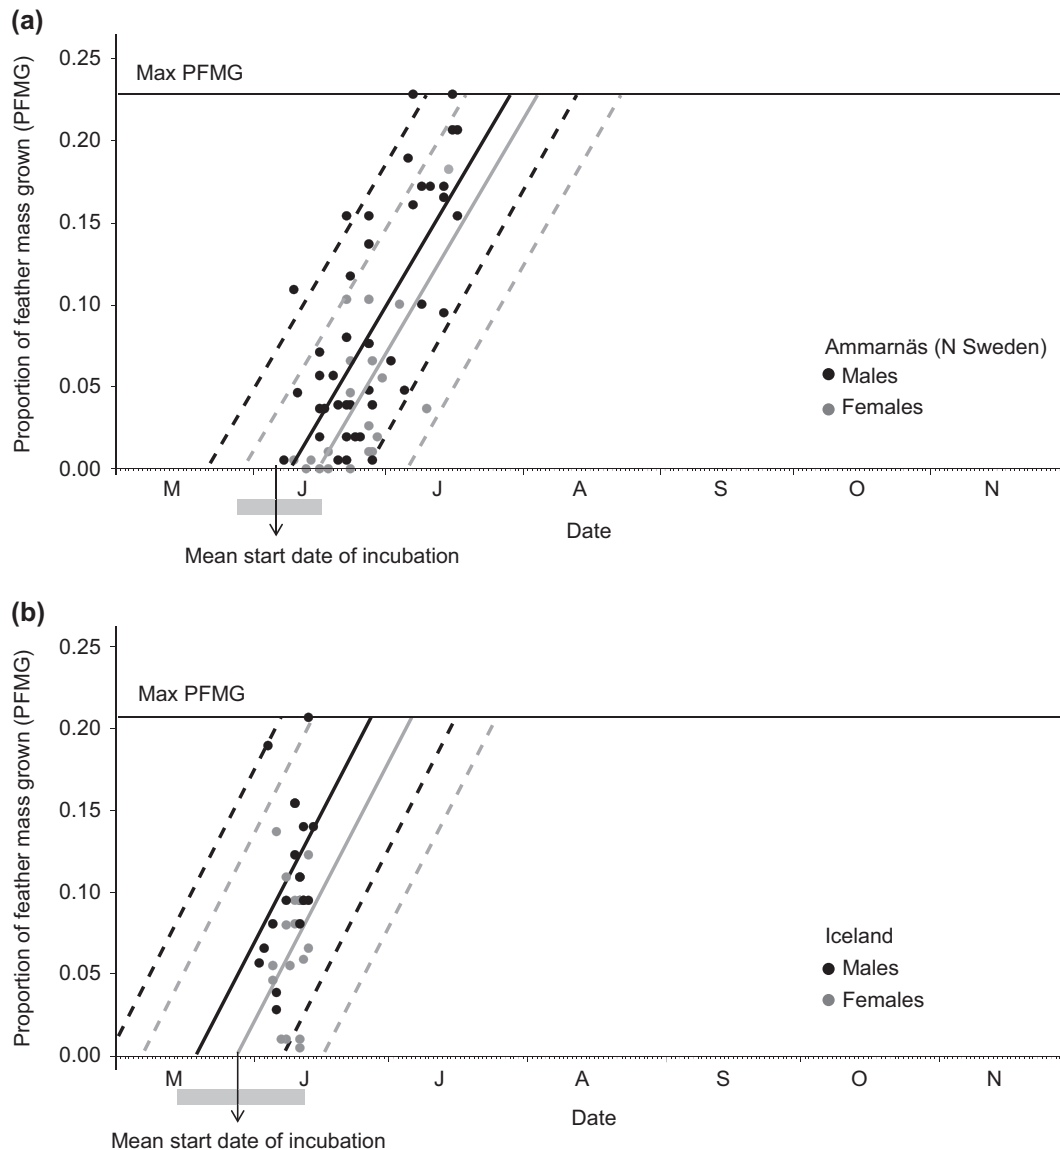 (a)
Proportion of feather mass grown (PFMG)
0.25
Max PFMG
0.20
0.15
0.10
Ammarnäs (N Sweden)
Males
0.05
Females
0.00
M J J A S O N
Date
Mean start date of incubation
(b)
Proportion of feather mass grown (PFMG)
0.25
Max PFMG
0.20
0.15
0.10
Iceland
Males
0.05
Females
0.00
M J J A S O N
Date
Mean start date of incubation